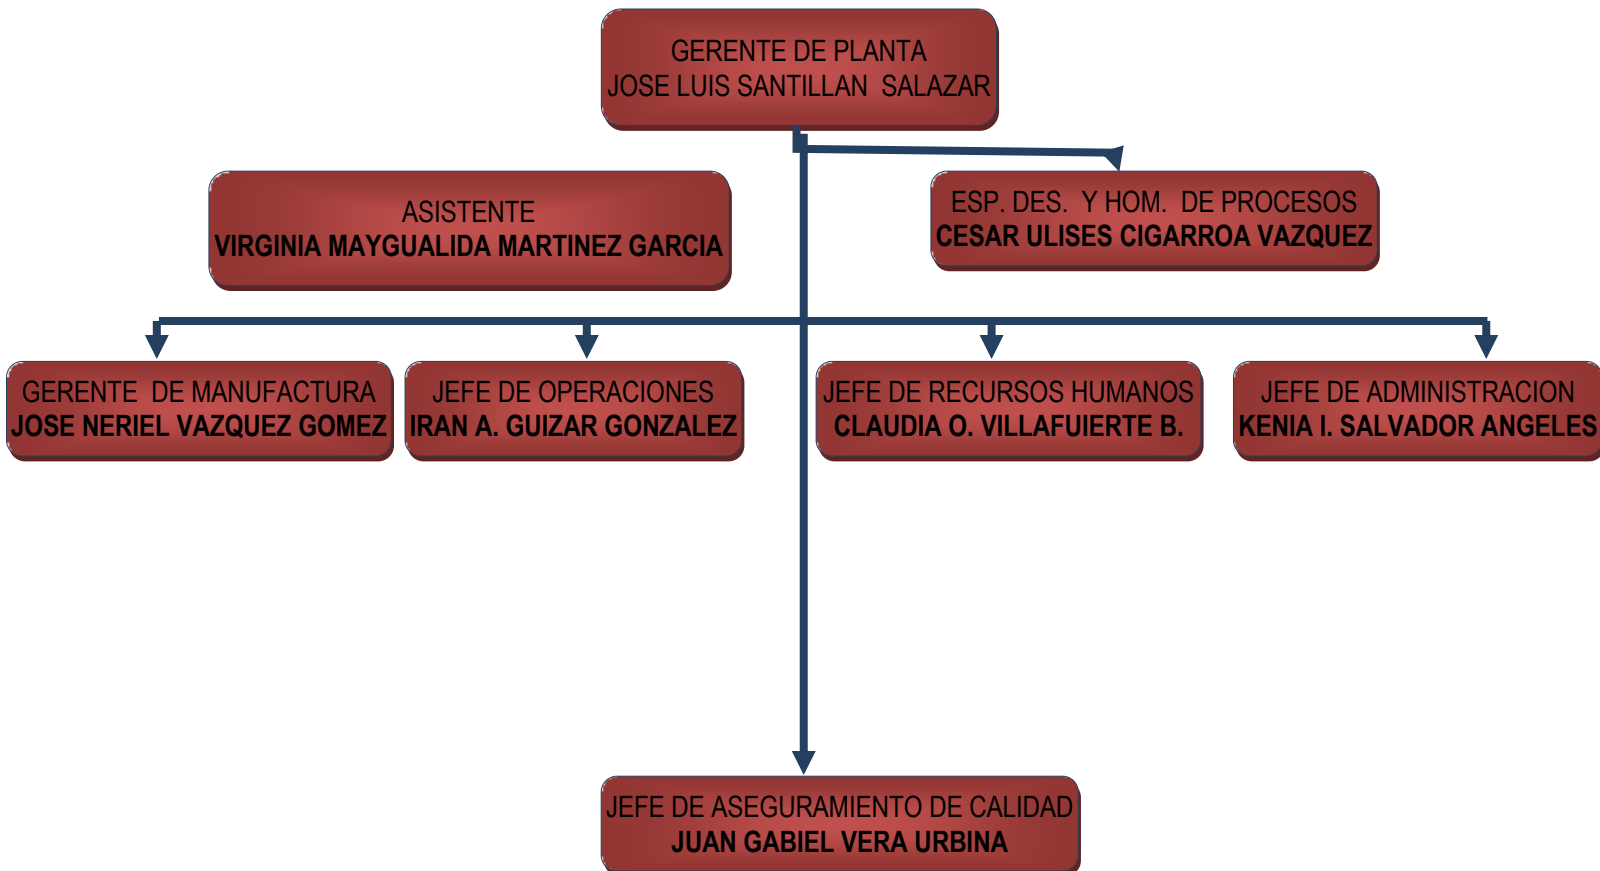 GERENTE DE PLANTA
JOSE LUIS SANTILLAN SALAZAR
ASISTENTE
VIRGINIA MAYGUALIDA MARTINEZ GARCIA
ESP. DES. Y HOM. DE PROCESOS
CESAR ULISES CIGARROA VAZQUEZ
GERENTE DE MANUFACTURA
JOSE NERIEL VAZQUEZ GOMEZ
JEFE DE OPERACIONES
IRAN A. GUIZAR GONZALEZ
JEFE DE RECURSOS HUMANOS
CLAUDIA O. VILLAFUIERTE B.
JEFE DE ADMINISTRACION
KENIA I. SALVADOR ANGELES
JEFE DE ASEGURAMIENTO DE CALIDAD
JUAN GABIEL VERA URBINA